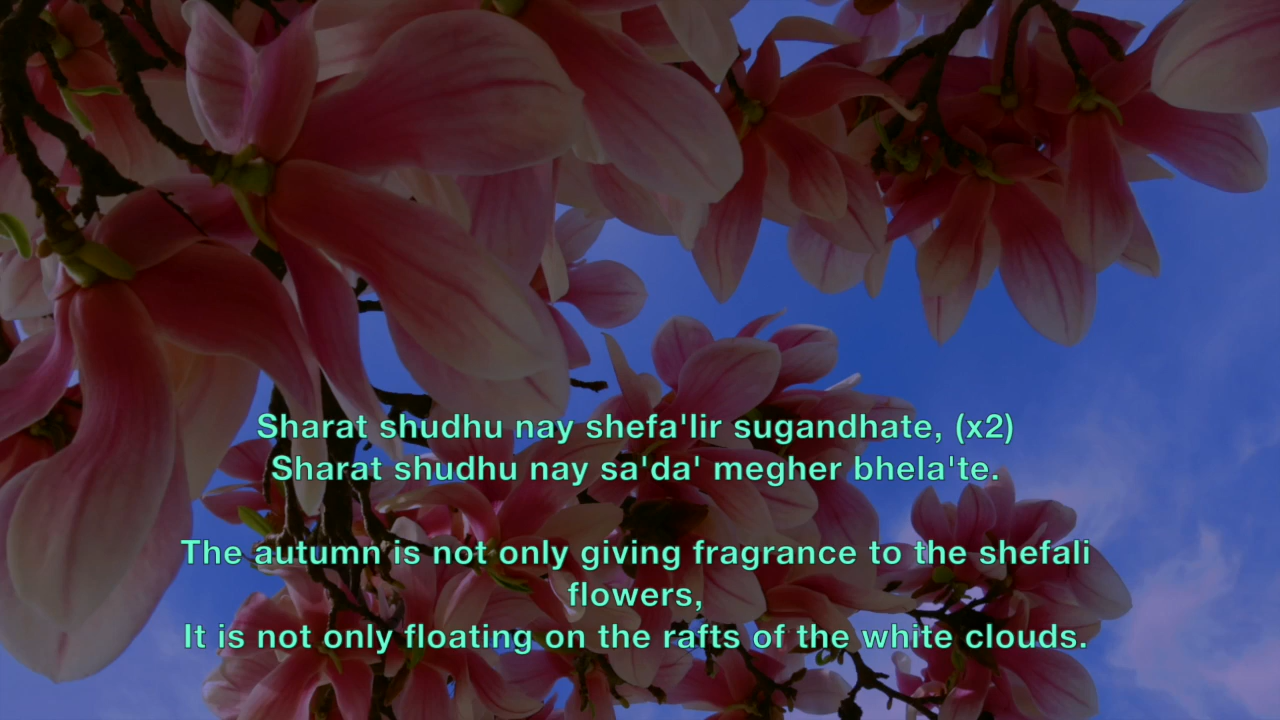 Sharat shudhu nay shefa'lir sugandhate, (x2)
Sharat shudhu nay sa'da' megher bhela'te.
The autumn is not only giving fragrance to the shefali
flowers,
It is not only floating on the rafts of the white clouds.